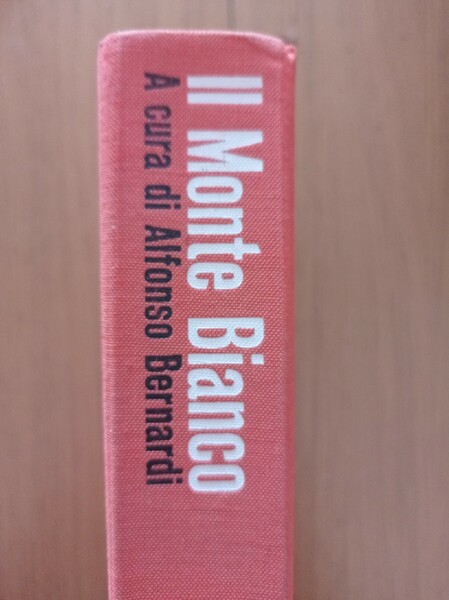 Il Monte Bianco
A cura di Alfonso Bernardi